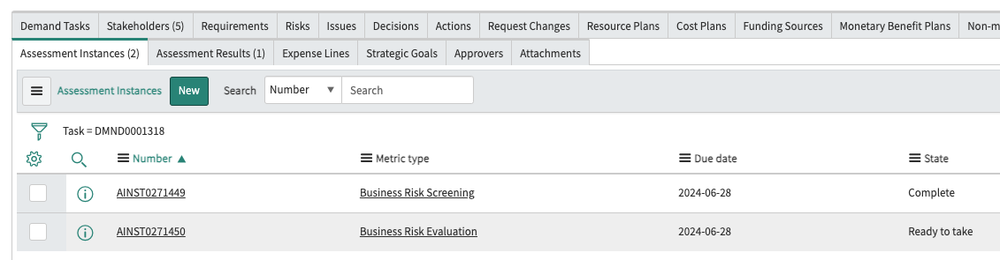 Demand Tasks Stakeholders (5) Requirements Risks Issues Decisions Actions Request Changes Resource Plans Cost Plans Funding Sources Monetary Benefit Plans Non-m
Assessment Instances (2) Assessment Results (1) Expense Lines Strategic Goals Approvers Attachments
Assessment Instances New Search Number Search
Task = DMND0001318
Number Metric type Due date State
AINST0271449 Business Risk Screening 2024-06-28 Complete
AINST0271450 Business Risk Evaluation 2024-06-28 Ready to take